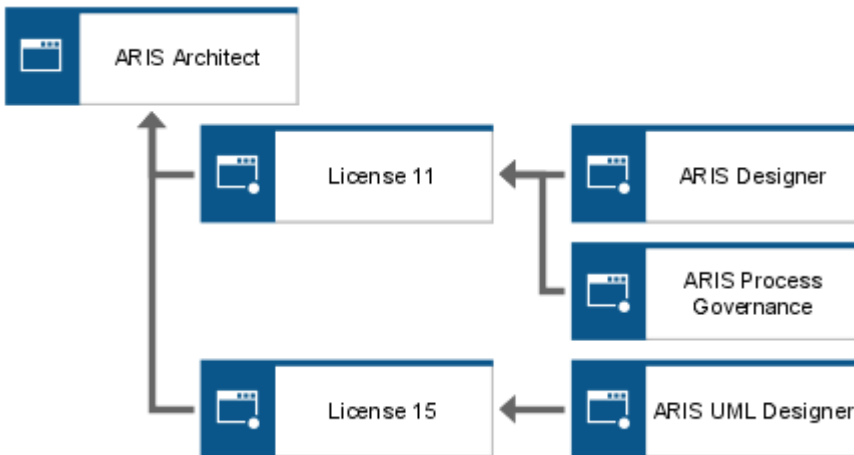 ARIS Architect
License 11
ARIS Designer
ARIS Process
Governance
License 15
ARIS UML Designer